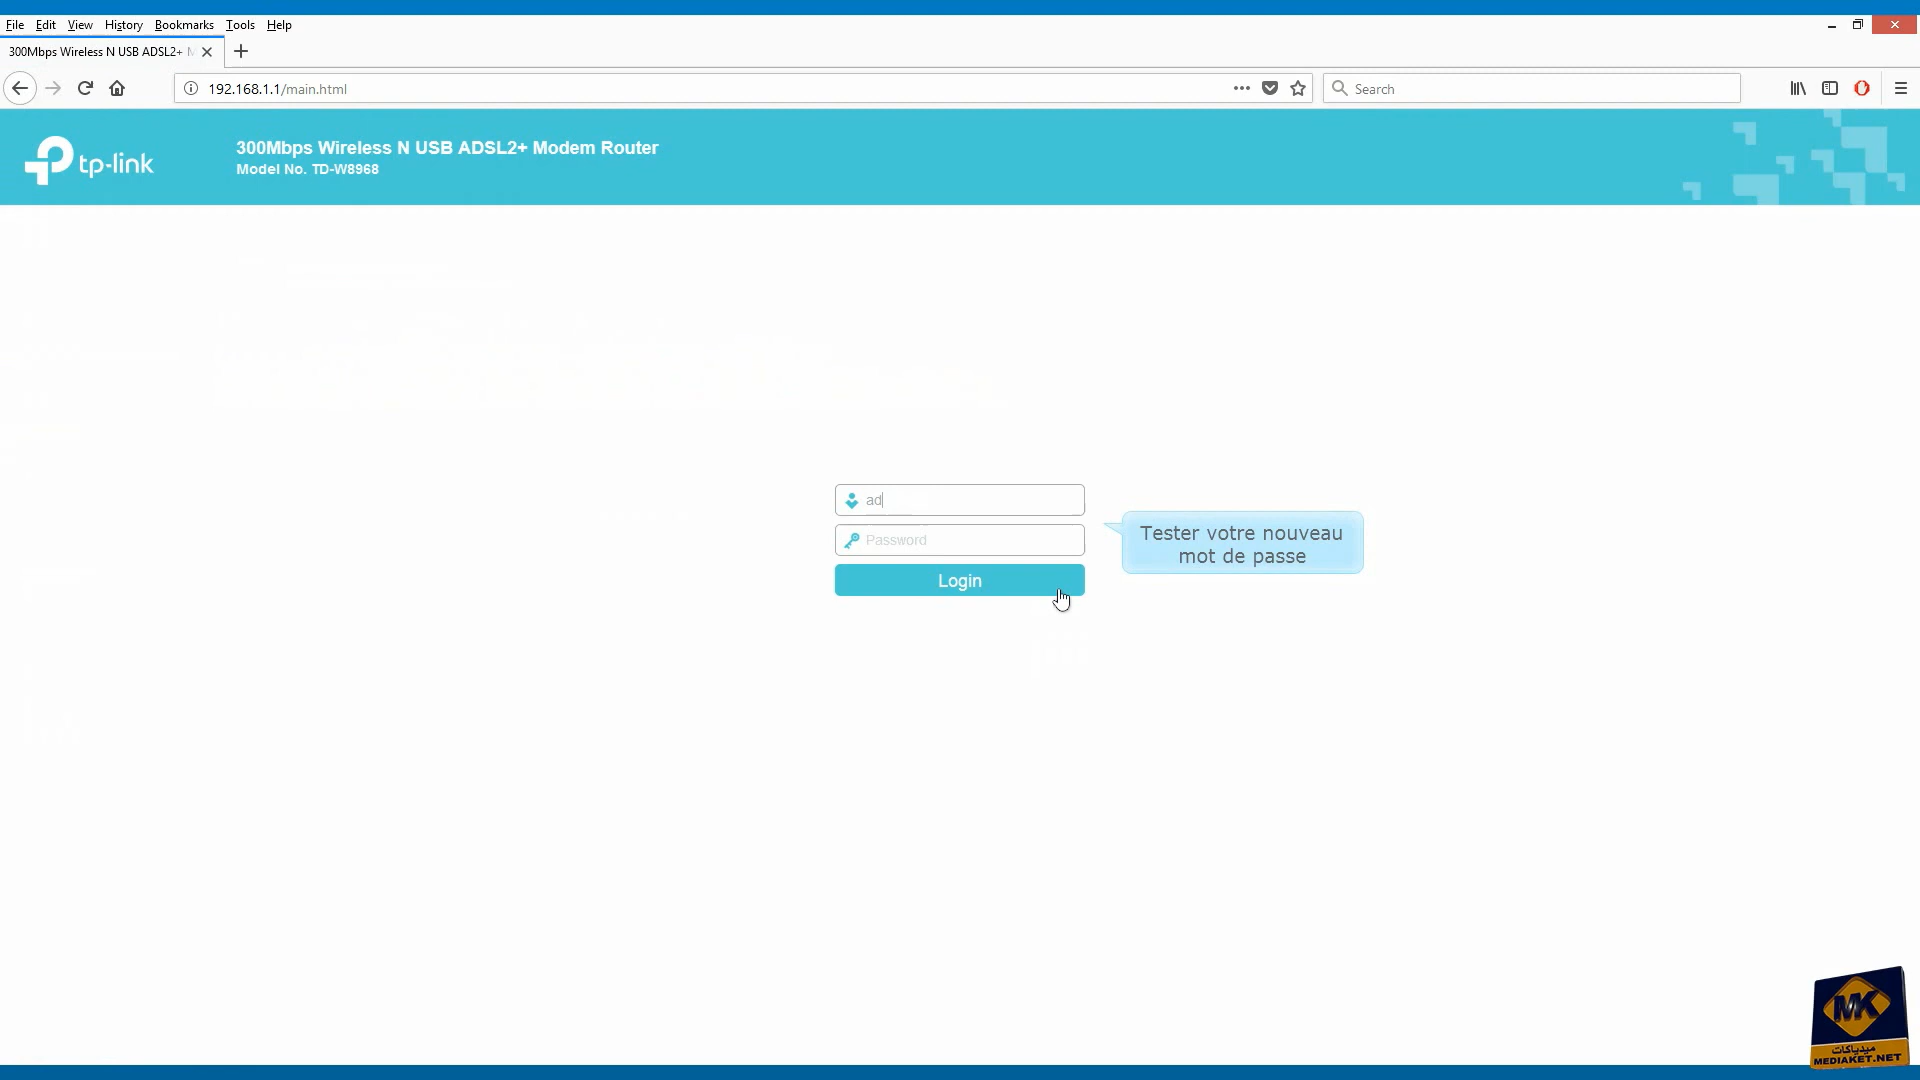 File Edit View History Bookmarks Tools Help
300Mbps Wireless N USB ADSL2+
192.168.1.1/main.html
Search
tp-link
300Mbps Wireless N USB ADSL2+ Modem Router
Model No. TD-W8968
ad
Password
Login
Tester votre nouveau
mot de passe
MK
ميدياكات
MEDIAKET.NET